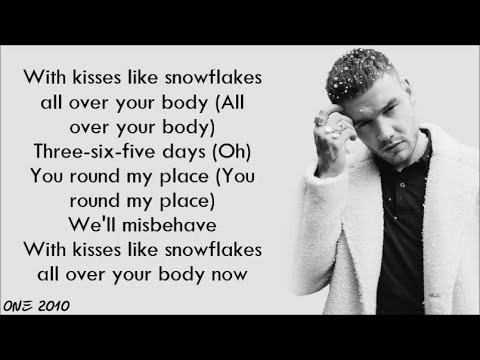 With kisses like snowflakes
all over your body (All
over your body)
Three-six-five days (Oh)
You round my place (You
round my place)
We'll misbehave
With kisses like snowflakes
all over your body now
ONE 2010